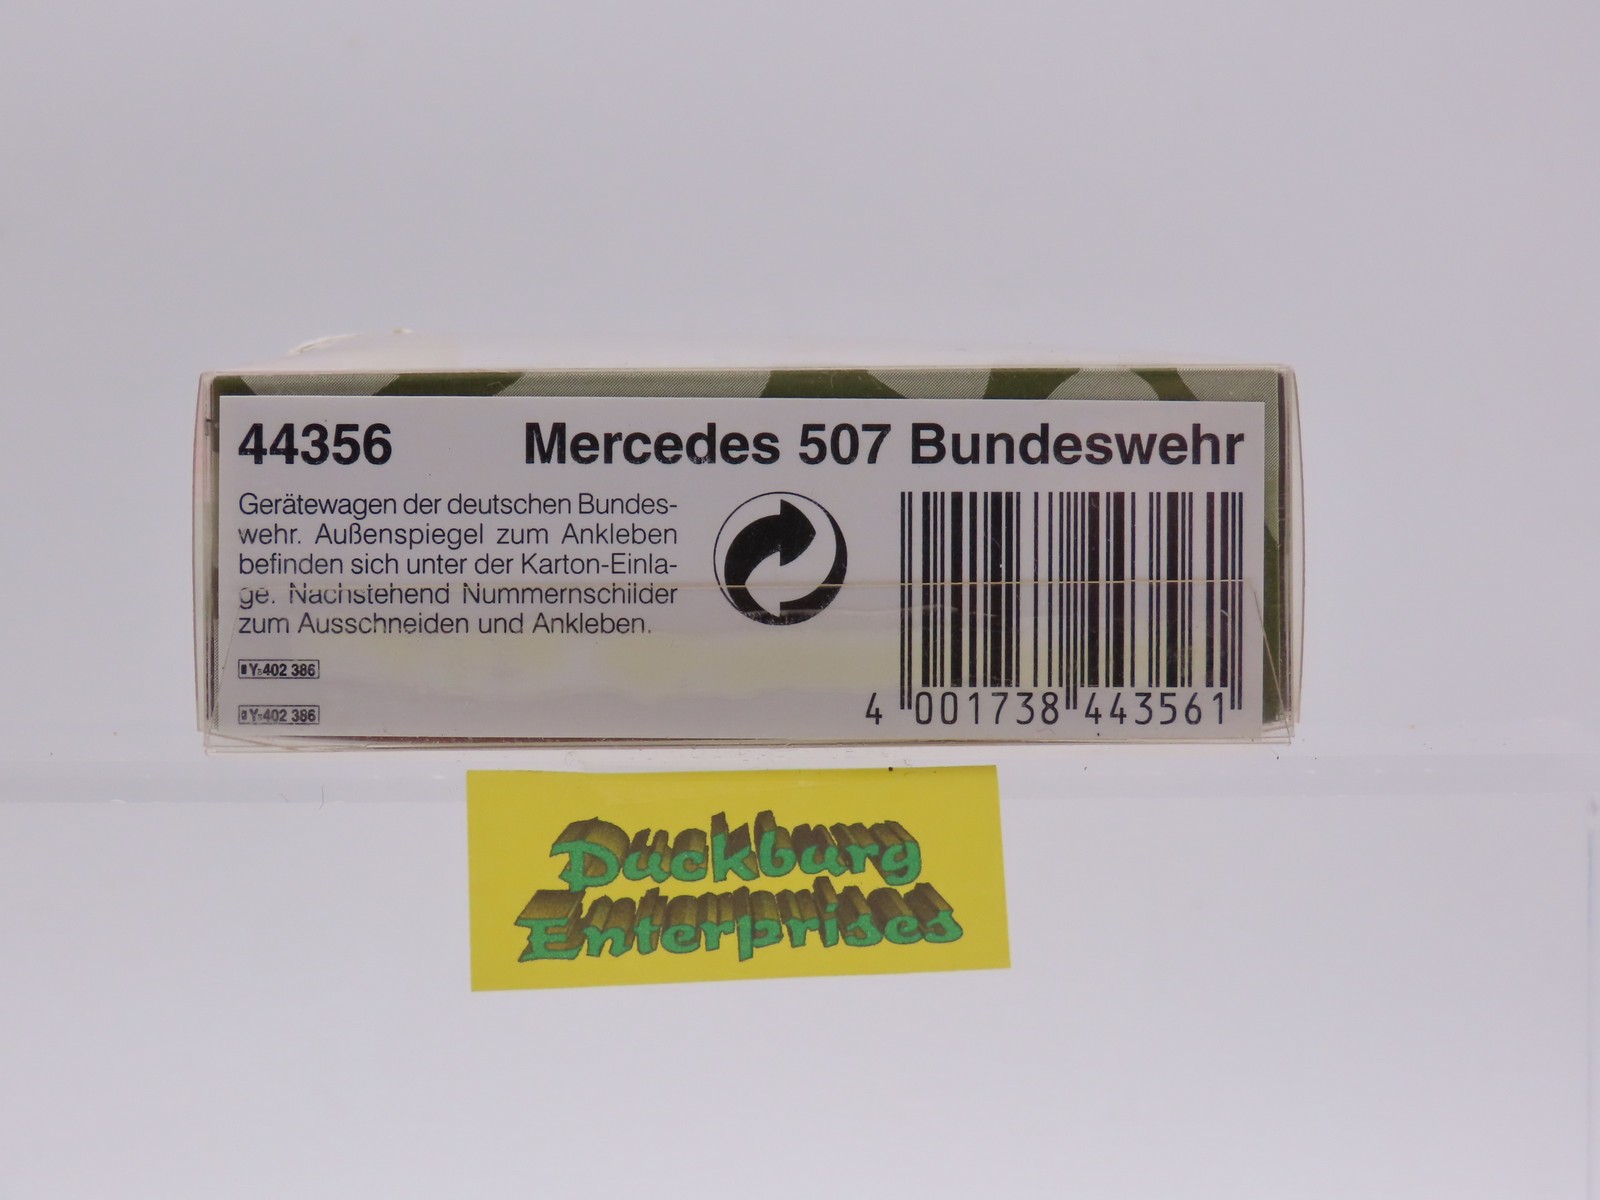 44356 Mercedes 507 Bundeswehr
Gerätewagen der deutschen Bundes-
wehr. Außenspiegel zum Ankleben
befinden sich unter der Karton-Einla-
ge. Nachstehend Nummernschilder
zum Ausschneiden und Ankleben.
Y-402 386
Y-402 386
4 001738 443561
Duckburg
Enterprises